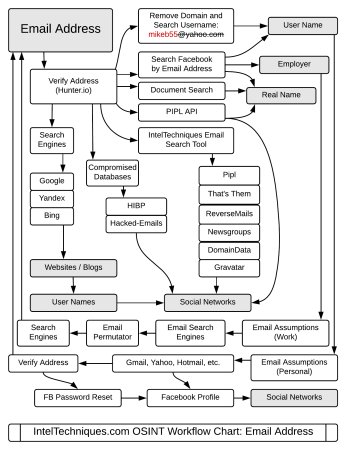 Email Address
Remove Domain and
Search Username:
mikeb55@yahoo.com
User Name
Search Facebook
by Email Address
Employer
Verify Address
(Hunter.io)
Document Search
Real Name
PIPL API
Search
Engines
IntelTechniques Email
Search Tool
Compromised
Databases
Google
Yandex
Bing
Pipl
That's Them
ReverseMails
Newsgroups
DomainData
Gravatar
HIBP
Hacked-Emails
Websites / Blogs
User Names
Social Networks
Search
Engines
Email
Permutator
Email Search
Engines
Email Assumptions
(Work)
Verify Address
Gmail, Yahoo, Hotmail, etc.
Email Assumptions
(Personal)
FB Password Reset
Facebook Profile
Social Networks
IntelTechniques.com OSINT Workflow Chart: Email Address